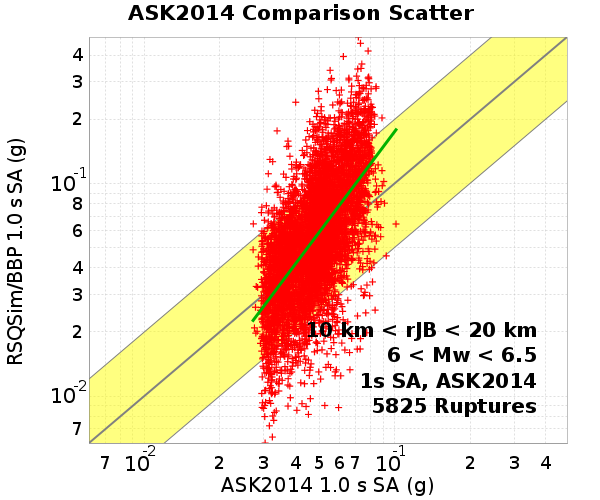 ASK2014 Comparison Scatter
RSQSim/BBP 1.0 s SA (g)
4
3
2
10-1
8
6
4
3
2
10-2
7
10 km < rJB < 20 km
6 < Mw < 6.5
1s SA, ASK2014
5825 Ruptures
7 10-2 2 3 4 5 6 7 10-1 2 3 4
ASK2014 1.0 s SA (g)